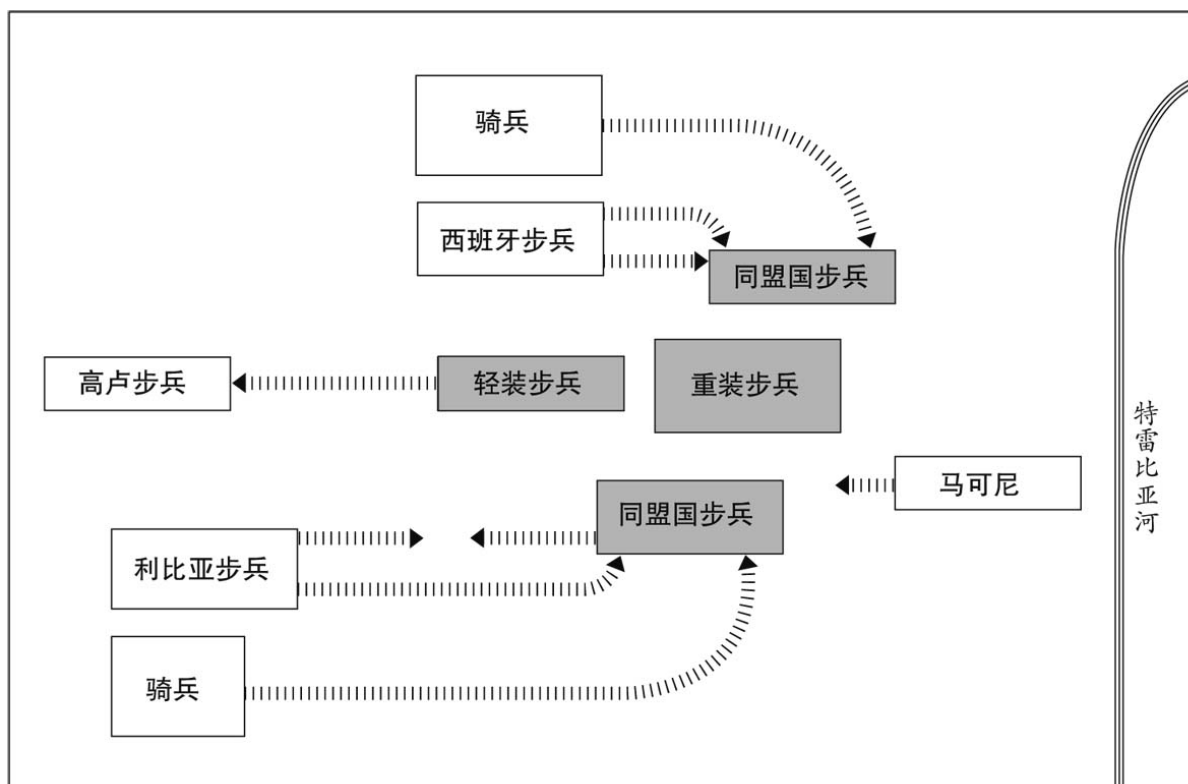 骑兵
西班牙步兵
同盟国步兵
高卢步兵
轻装步兵
重装步兵
特雷比亚河
马可尼
同盟国步兵
利比亚步兵
骑兵